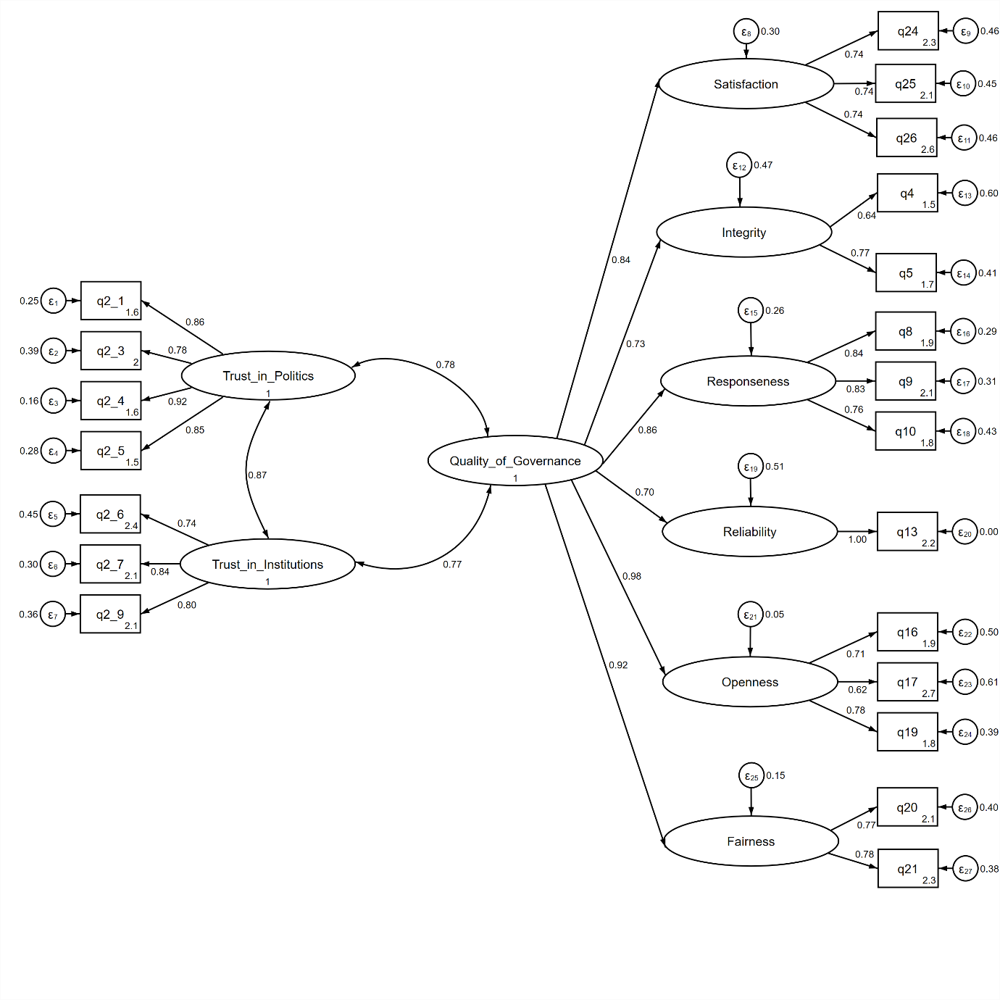 ε8 0.30
q24 2.3 ε9 0.46
0.74
Satisfaction
q25 2.1 ε10 0.45
0.74
0.74
q26 2.6 ε11 0.46
ε12 0.47
q4 1.5 ε13 0.60
0.64
Integrity
0.77
q5 1.7 ε14 0.41
0.84
0.73
ε15 0.26
q8 1.9 ε16 0.29
0.84
Responseness
q9 2.1 ε17 0.31
0.83
0.76
q10 1.8 ε18 0.43
0.25 ε1 q2_1 1.6
0.86
0.39 ε2 q2_3 2
0.78
Trust_in_Politics
1
0.16 ε3 q2_4 1.6
0.92
0.28 ε4 q2_5 1.5
0.85
0.78
0.86
Quality_of_Governance
1
0.87
0.70
ε19 0.51
Reliability
1.00
q13 2.2 ε20 0.00
0.45 ε5 q2_6 2.4
0.74
0.30 ε6 q2_7 2.1
0.84
Trust_in_Institutions
1
0.77
0.36 ε7 q2_9 2.1
0.80
0.98
ε21 0.05
q16 1.9 ε22 0.50
0.71
0.92
Openness
q17 2.7 ε23 0.61
0.62
0.78
q19 1.8 ε24 0.39
ε25 0.15
q20 2.1 ε26 0.40
0.77
Fairness
0.78
q21 2.3 ε27 0.38